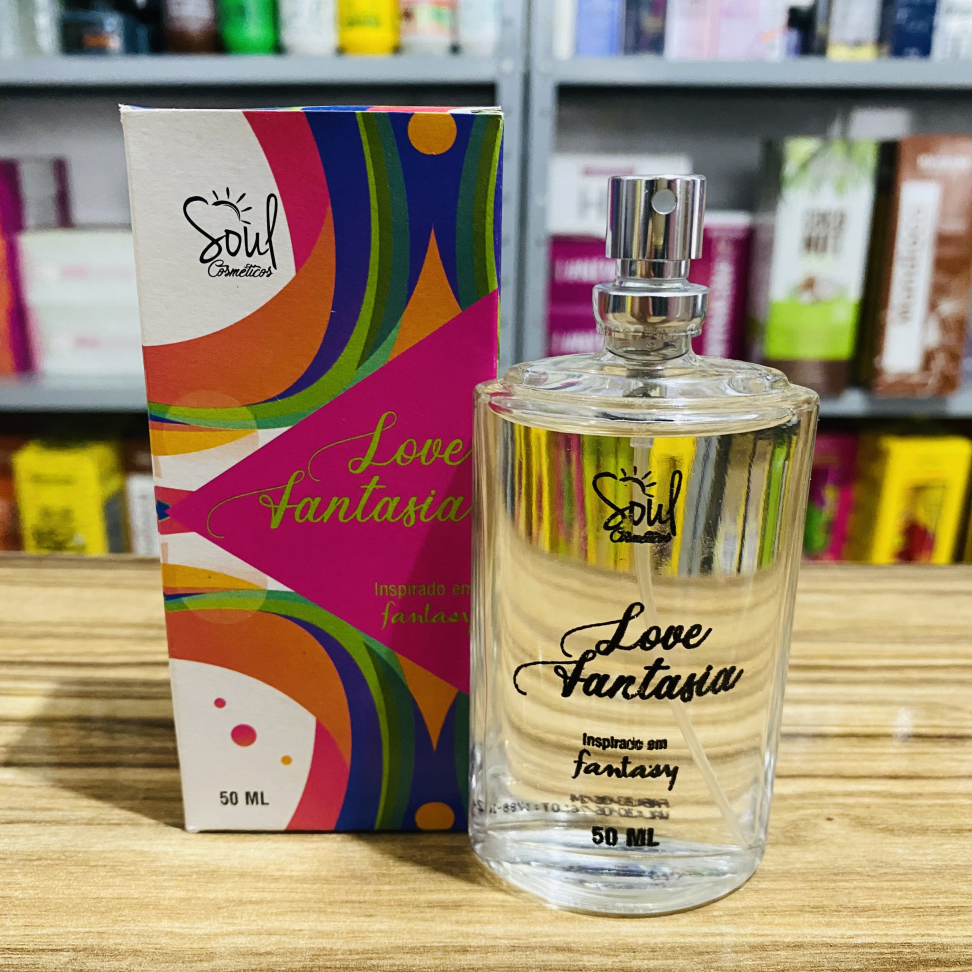 Soul
Cosméticos
Love
fantasia
Inspirado em
fantasy
50 ML
Soul
Cosméticos
Love
fantasia
Inspirado em
fantasy
50 ML